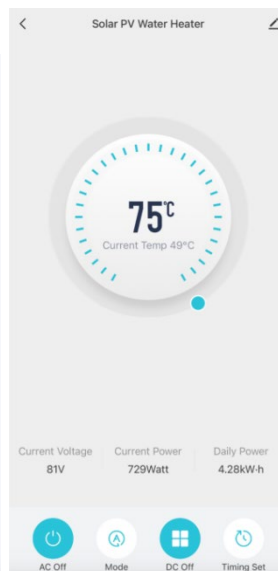 Solar PV Water Heater
75°C
Current Temp 49°C
Current Voltage Current Power Daily Power
81V 729Watt 4.28kW·h
A
AC Off Mode DC Off Timing Set